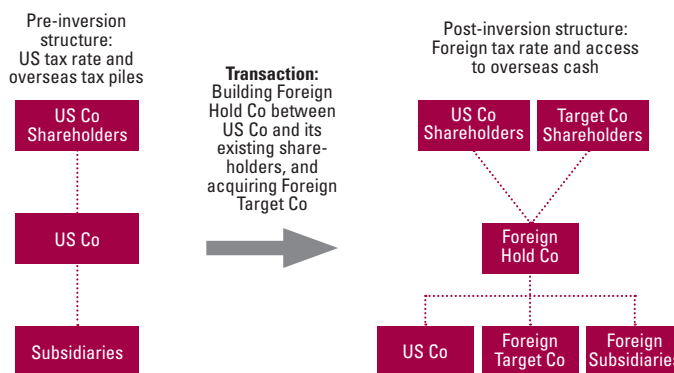 Pre-inversion
structure:
US tax rate and
overseas tax piles
US Co
Shareholders
US Co
Subsidiaries
Transaction:
Building Foreign
Hold Co between
US Co and its
existing share-
holders, and
acquiring Foreign
Target Co
Post-inversion structure:
Foreign tax rate and access
to overseas cash
US Co
Shareholders
Target Co
Shareholders
Foreign
Hold Co
US Co
Foreign
Target Co
Foreign
Subsidiaries